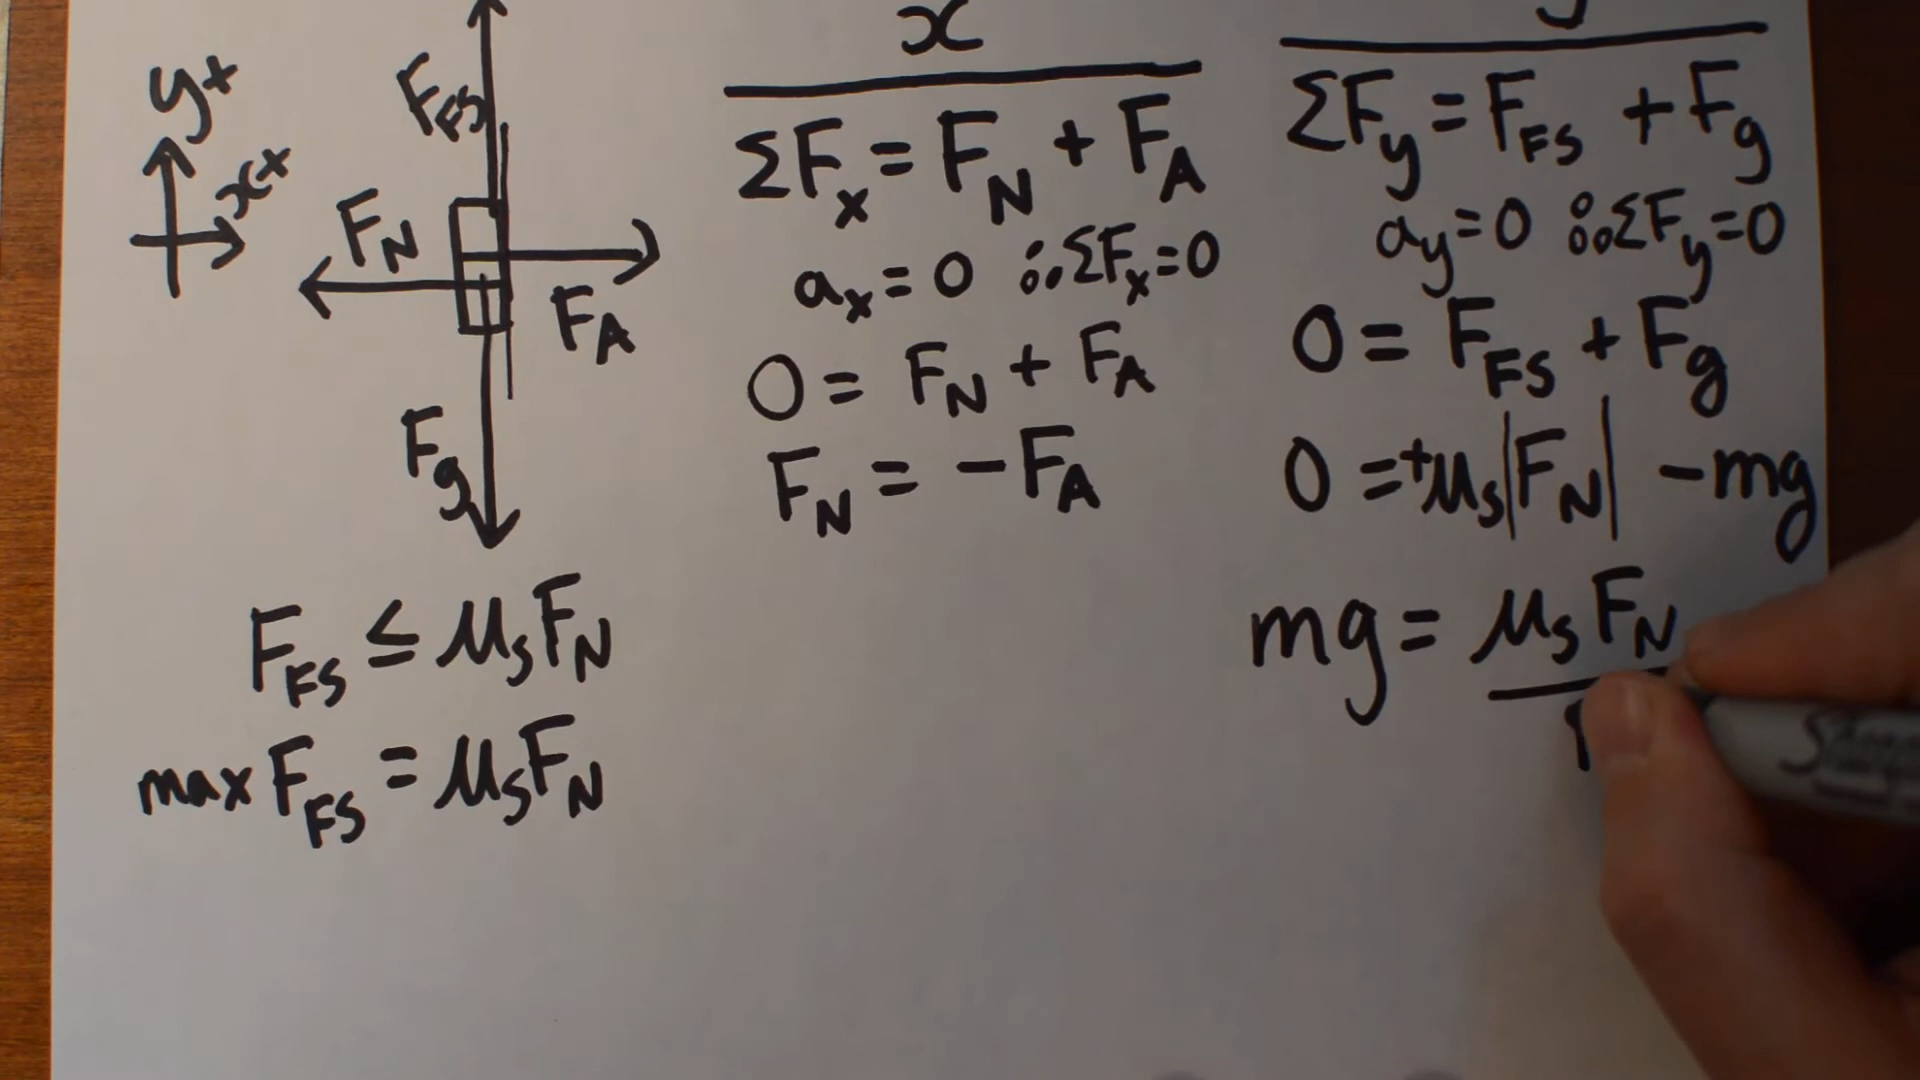 y+
x+
F_FS
F_N
F_A
F_g
F_FS ≤ μ_s F_N
max F_FS = μ_s F_N
x
ΣF_x = F_N + F_A
a_x = 0 ∴ ΣF_x = 0
0 = F_N + F_A
F_N = -F_A
y
ΣF_y = F_FS + F_g
a_y = 0 ∴ ΣF_y = 0
0 = F_FS + F_g
0 = +μ_s |F_N| - mg
mg = μ_s F_N